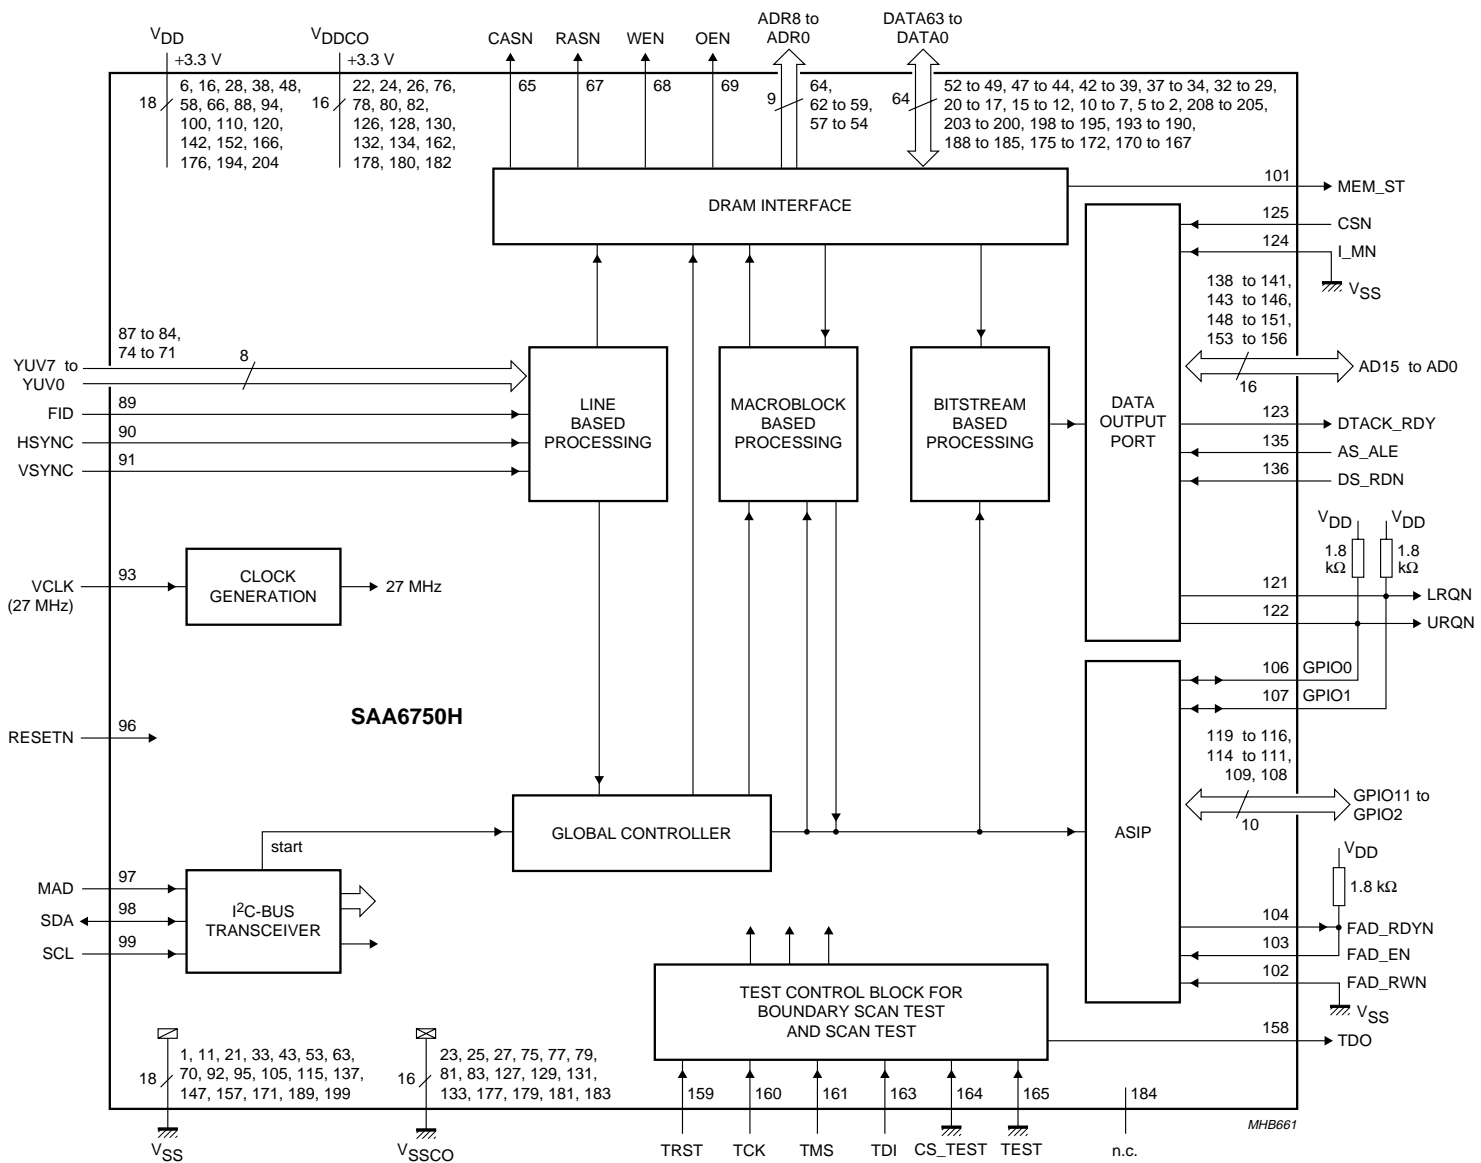 VDD
+3.3 V
18
6, 16, 28, 38, 48,
58, 66, 88, 94,
100, 110, 120,
142, 152, 166,
176, 194, 204
VDDCO
+3.3 V
16
22, 24, 26, 76,
78, 80, 82,
126, 128, 130,
132, 134, 162,
178, 180, 182
CASN
65
RASN
67
WEN
68
OEN
69
ADR8 to
ADR0
9
64,
62 to 59,
57 to 54
DATA63 to
DATA0
64
52 to 49, 47 to 44, 42 to 39, 37 to 34, 32 to 29,
20 to 17, 15 to 12, 10 to 7, 5 to 2, 208 to 205,
203 to 200, 198 to 195, 193 to 190,
188 to 185, 175 to 172, 170 to 167
DRAM INTERFACE
101
MEM_ST
125
CSN
124
I_MN
VSS
138 to 141,
143 to 146,
148 to 151,
153 to 156
16
AD15 to AD0
123
DTACK_RDY
135
AS_ALE
136
DS_RDN
VDD
VDD
1.8
kΩ
1.8
kΩ
121
LRQN
122
URQN
87 to 84,
74 to 71
8
YUV7 to
YUV0
FID
89
HSYNC
90
VSYNC
91
LINE
BASED
PROCESSING
MACROBLOCK
BASED
PROCESSING
BITSTREAM
BASED
PROCESSING
DATA
OUTPUT
PORT
VCLK
(27 MHz)
93
CLOCK
GENERATION
27 MHz
SAA6750H
RESETN
96
106
GPIO0
107
GPIO1
119 to 116,
114 to 111,
109, 108
10
GPIO11 to
GPIO2
GLOBAL CONTROLLER
ASIP
start
MAD
97
SDA
98
SCL
99
I2C-BUS
TRANSCEIVER
VDD
1.8 kΩ
104
FAD_RDYN
103
FAD_EN
102
FAD_RWN
VSS
TEST CONTROL BLOCK FOR
BOUNDARY SCAN TEST
AND SCAN TEST
158
TDO
18
1, 11, 21, 33, 43, 53, 63,
70, 92, 95, 105, 115, 137,
147, 157, 171, 189, 199
VSS
16
23, 25, 27, 75, 77, 79,
81, 83, 127, 129, 131,
133, 177, 179, 181, 183
VSSCO
159
TRST
160
TCK
161
TMS
163
TDI
164
CS_TEST
165
TEST
184
n.c.
MHB661